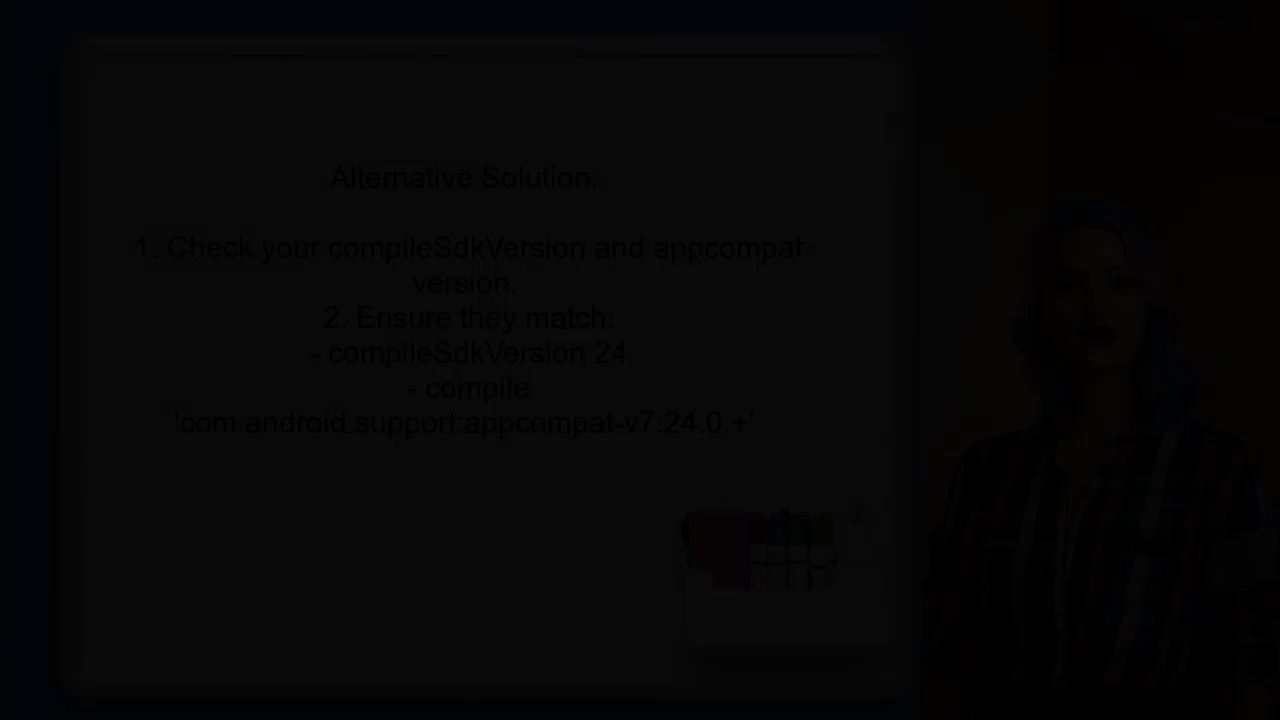 Alternative Solution:
1. Check your compileSdkVersion and appcompat
version.
2. Ensure they match:
- compileSdkVersion 24
- compile
'com.android.support:appcompat-v7:24.0.+'